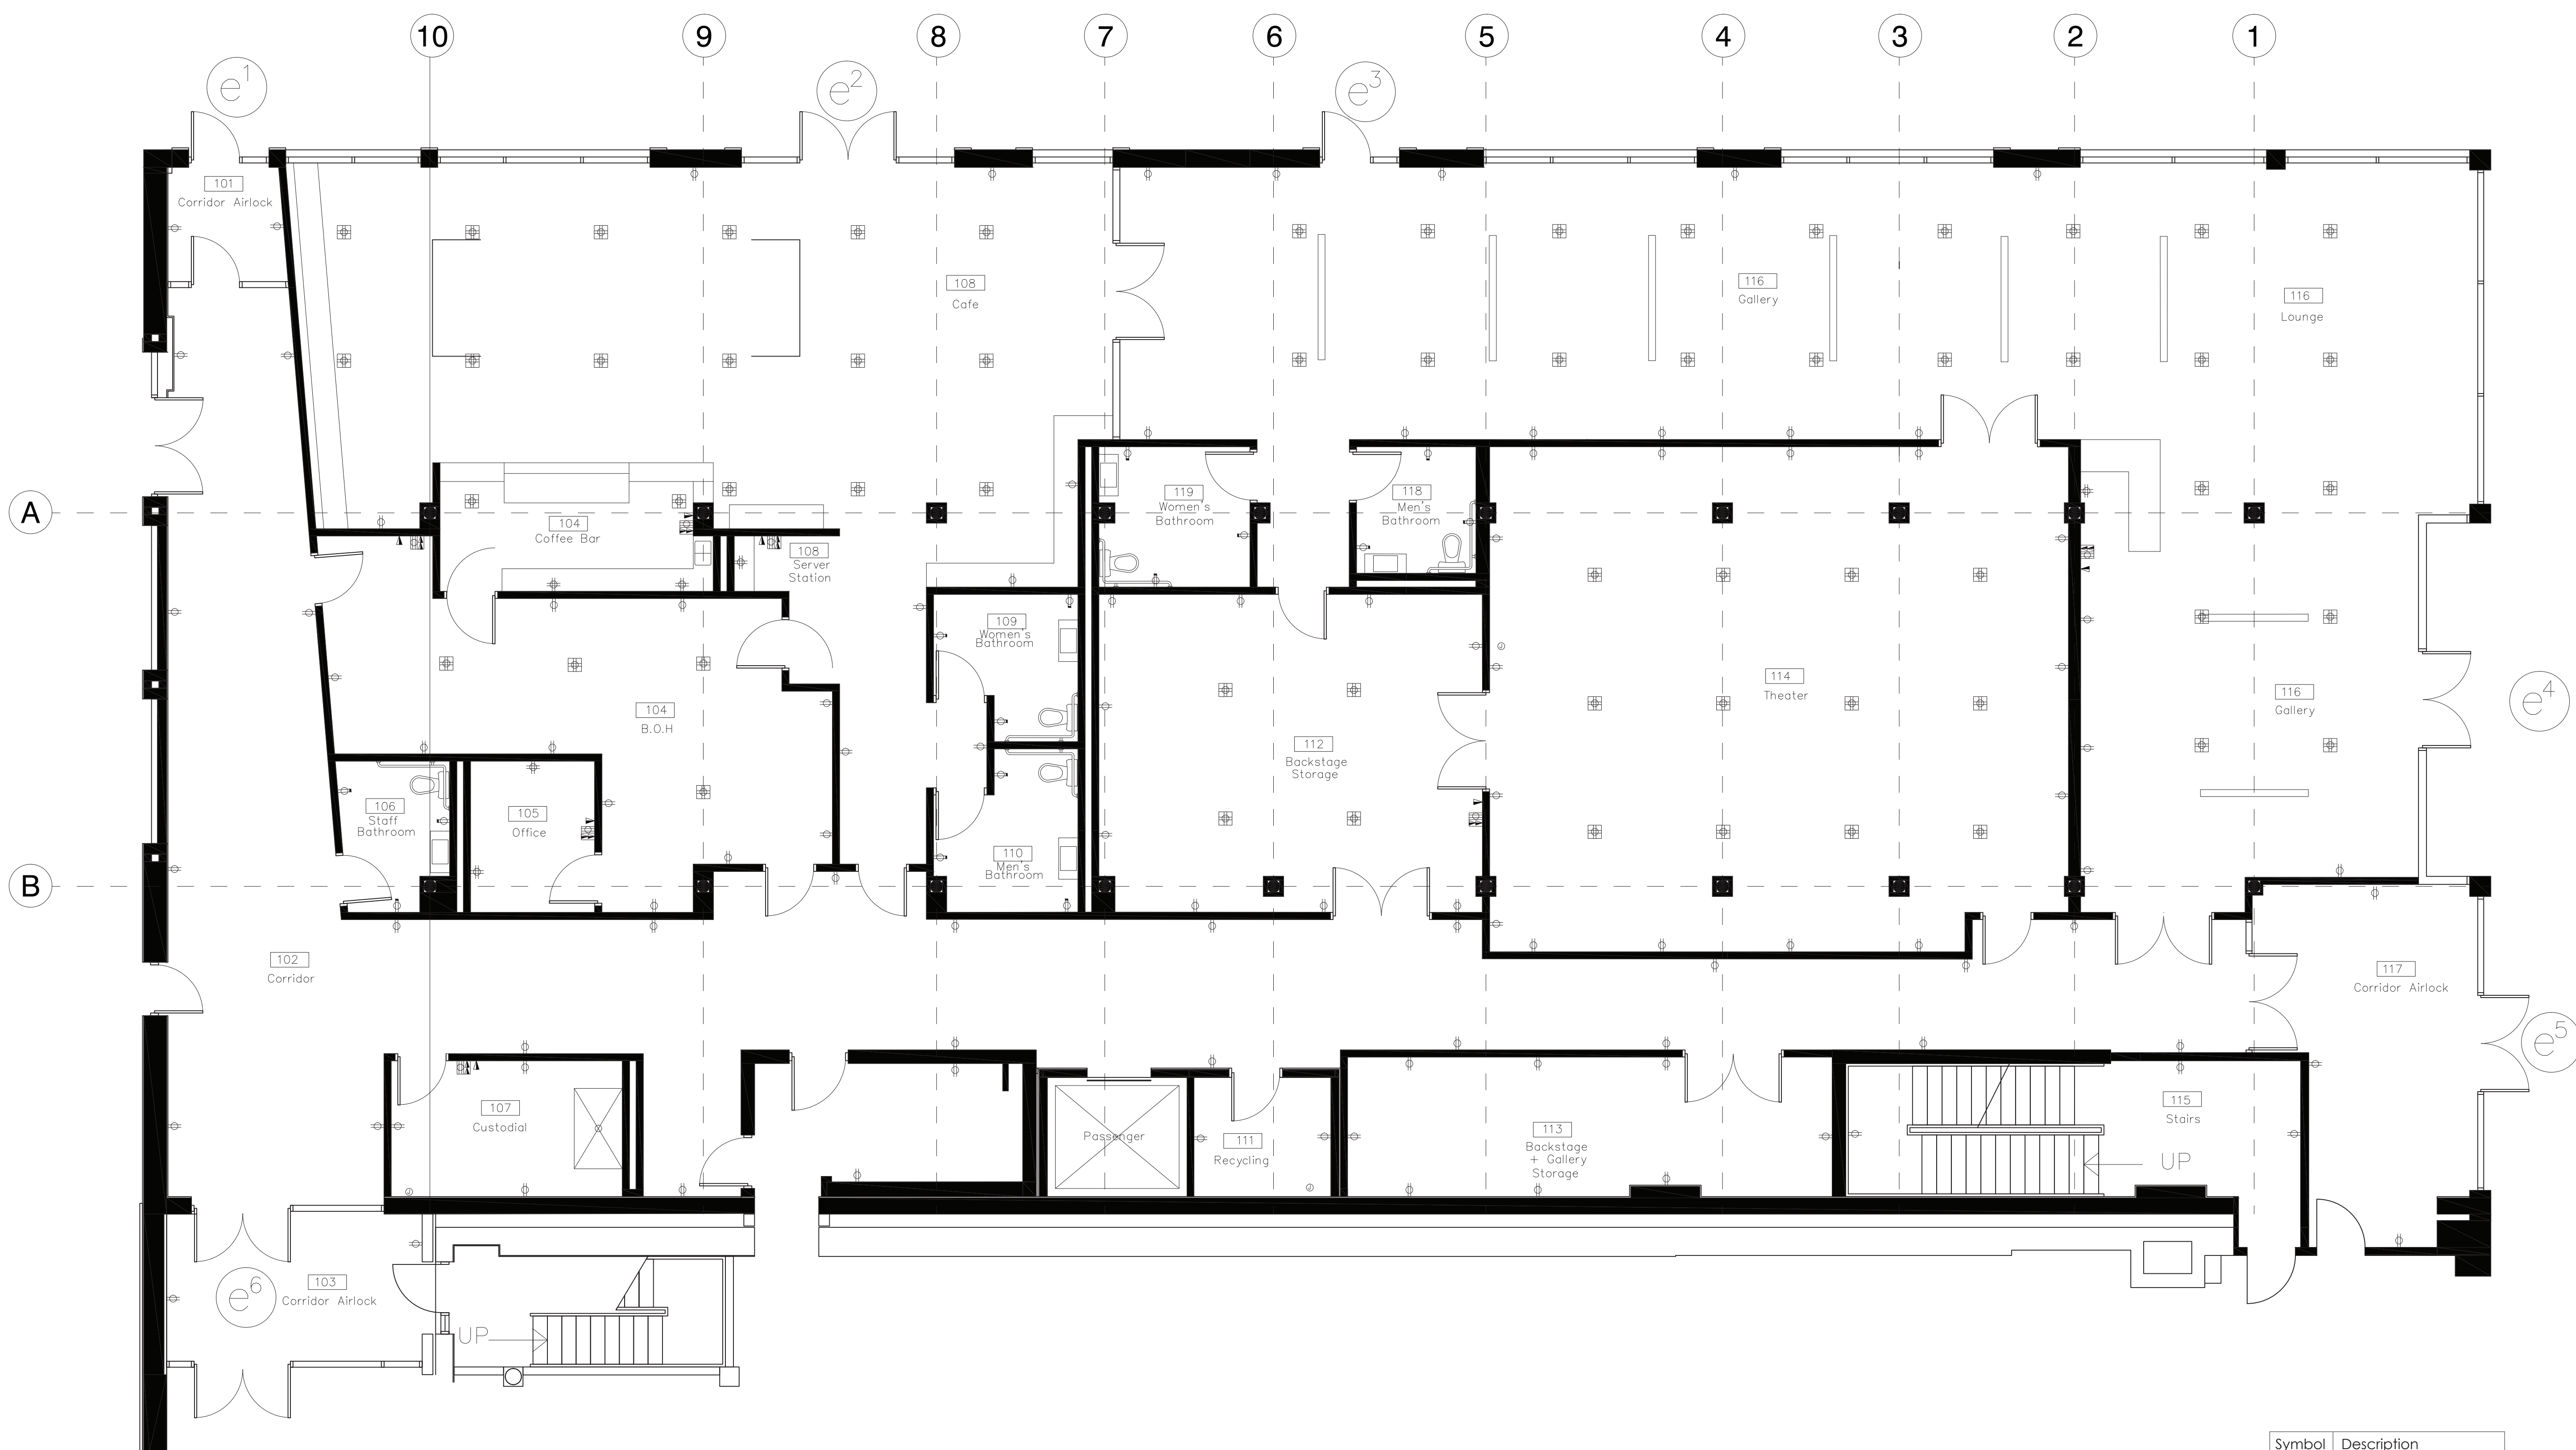 10 9 8 7 6 5 4 3 2 1
e1 e2 e3
101
Corridor Airlock
108
Cafe
116
Gallery
116
Lounge
A
104
Coffee Bar
108
Server
Station
119
Women's
Bathroom
118
Men's
Bathroom
109
Women's
Bathroom
104
B.O.H
114
Theater
116
Gallery
e4
112
Backstage
Storage
106
Staff
Bathroom
105
Office
110
Men's
Bathroom
B
102
Corridor
117
Corridor Airlock
e5
107
Custodial
Passenger
111
Recycling
113
Backstage
+ Gallery
Storage
115
Stairs
UP
e6
103
Corridor Airlock
UP
Symbol Description